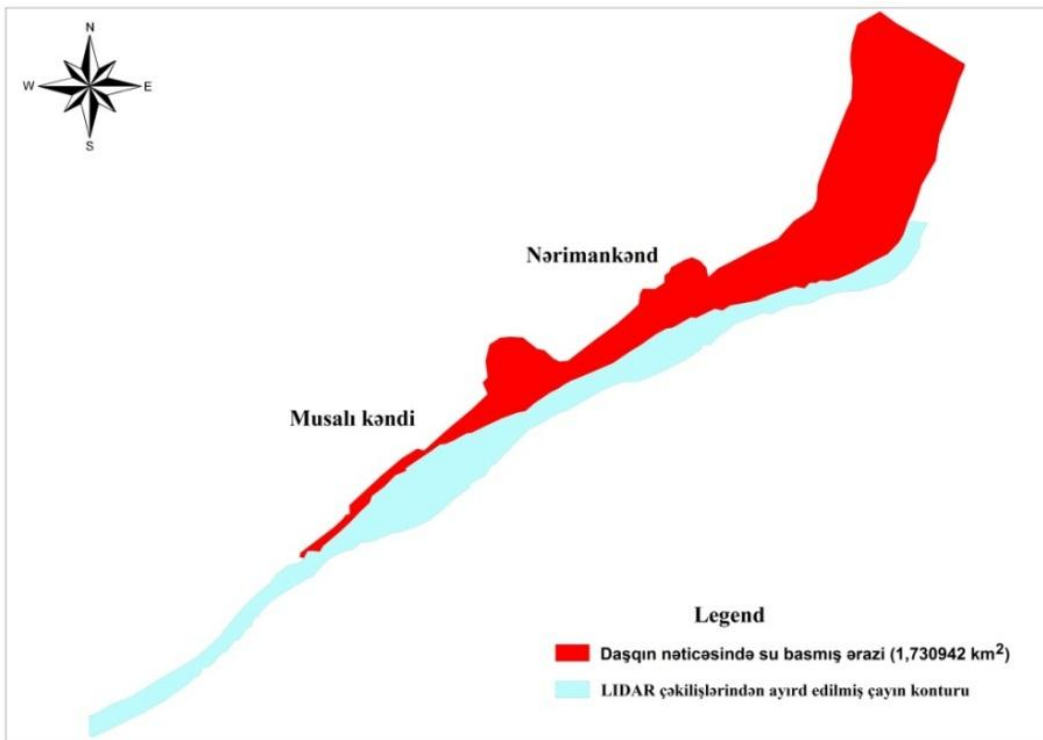 N
W E
S
Nərimankənd
Musalı kəndi
Legend
Daşqın nəticəsində su basmış ərazi (1,730942 km²)
LIDAR çəkilişlərindən ayırd edilmiş çayın konturu